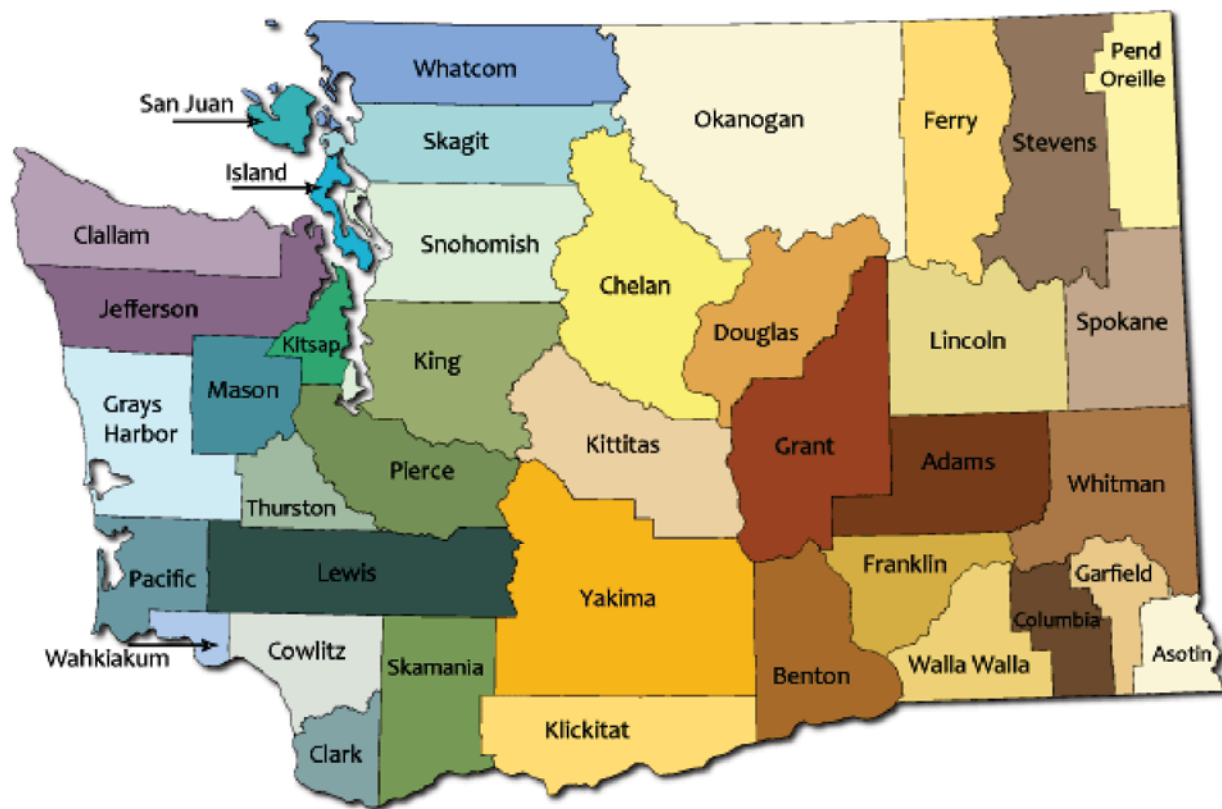 Whatcom
San Juan
Skagit
Island
Okanogan
Ferry
Stevens
Pend
Oreille
Clallam
Snohomish
Chelan
Jefferson
Kitsap
King
Douglas
Lincoln
Spokane
Mason
Grays
Harbor
Kittitas
Grant
Adams
Pierce
Thurston
Whitman
Pacific
Lewis
Yakima
Franklin
Garfield
Columbia
Wahkiakum
Cowlitz
Skamania
Benton
Walla Walla
Asotin
Klickitat
Clark